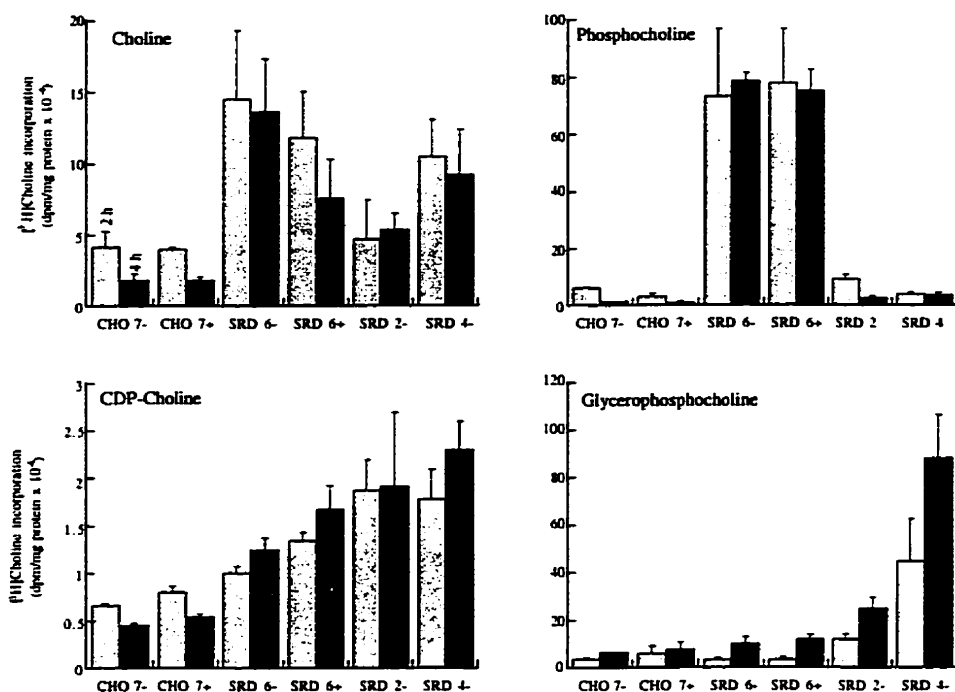 Choline
20
15
10
5
0
[³H]Choline incorporation
(dpm/mg protein x 10⁻⁴)
2 h
4 h
CHO 7- CHO 7+ SRD 6- SRD 6+ SRD 2- SRD 4-
Phosphocholine
100
80
60
40
20
0
CHO 7- CHO 7+ SRD 6- SRD 6+ SRD 2 SRD 4
CDP-Choline
3
2.5
2
1.5
1
0.5
0
[³H]Choline incorporation
(dpm/mg protein x 10⁻⁴)
CHO 7- CHO 7+ SRD 6- SRD 6+ SRD 2- SRD 4-
Glycerophosphocholine
120
100
80
60
40
20
0
CHO 7- CHO 7+ SRD 6- SRD 6+ SRD 2- SRD 4-